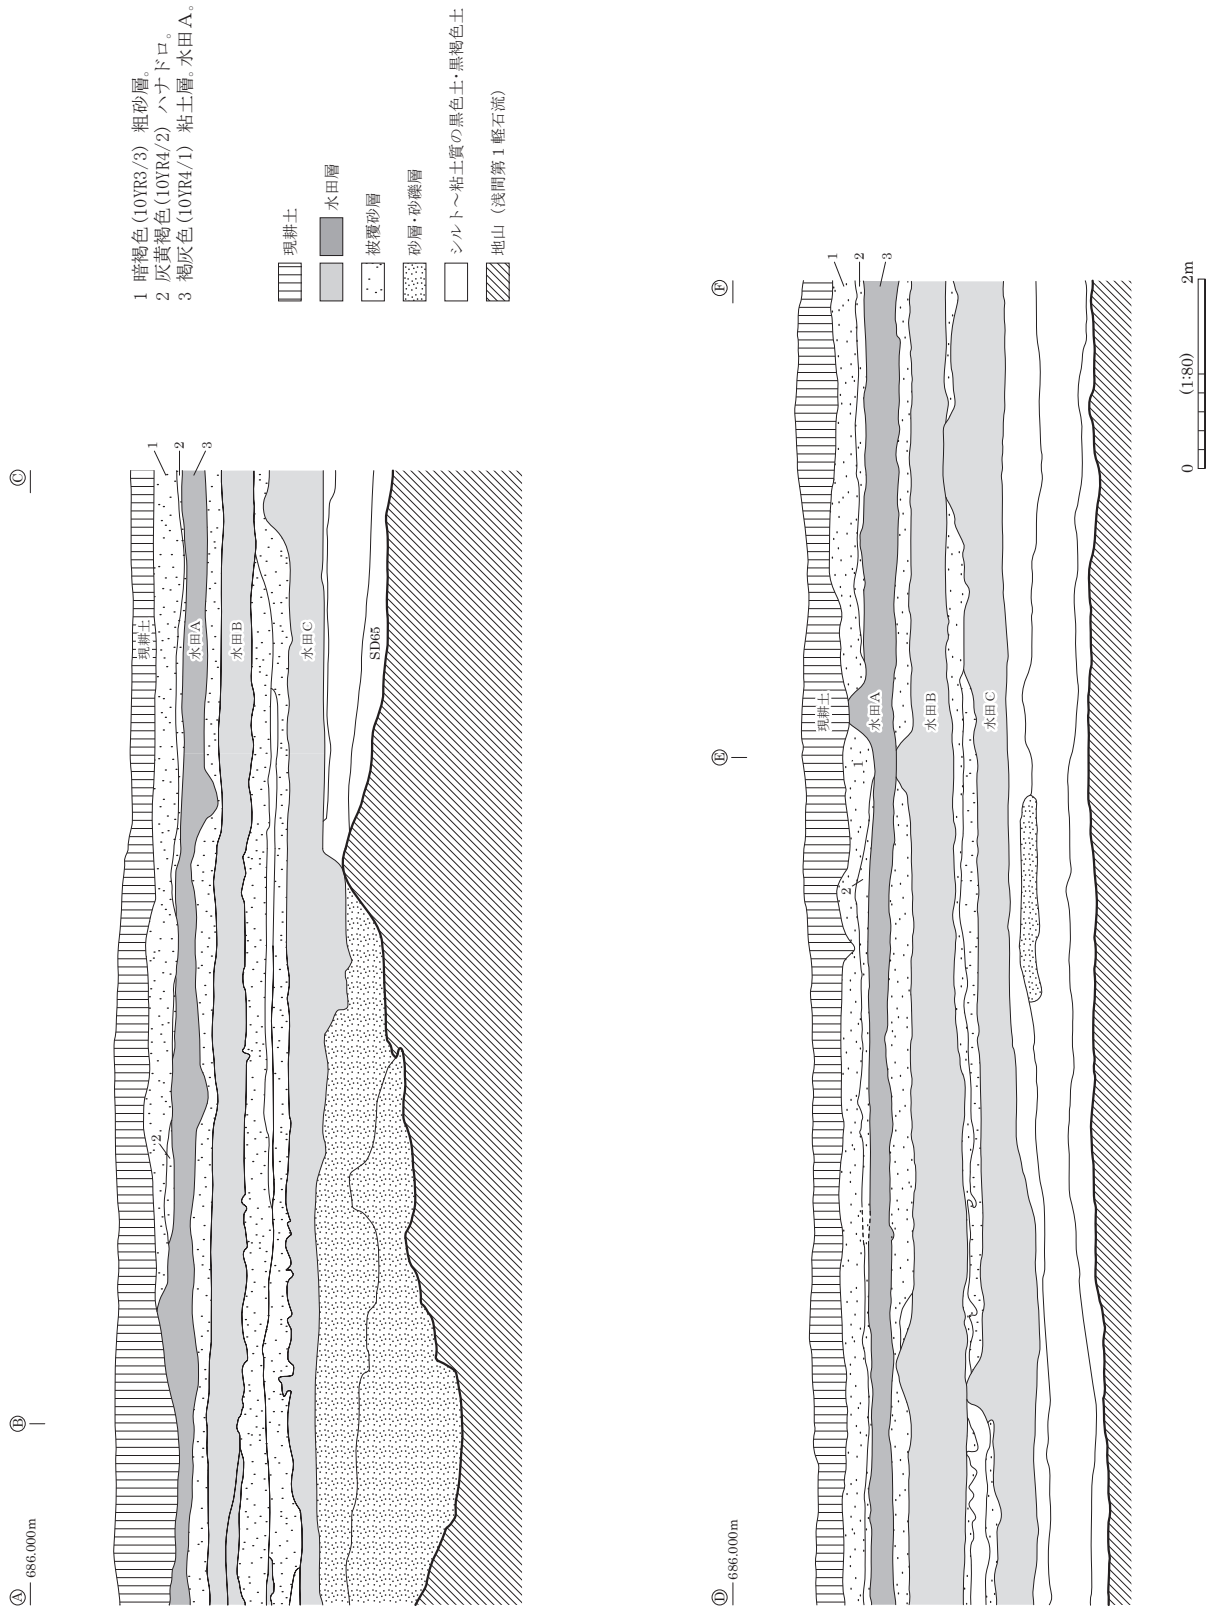 1 暗褐色(10YR3/3) 粗砂層。
2 灰黄褐色(10YR4/2) ハナドロ。
3 褐灰色(10YR4/1) 粘土層。水田A。
現耕土
水田層
被覆砂層
砂層・砂礫層
シルト～粘土質の黒色土・黒褐色土
地山（浅間第1軽石流）
Ⓐ
686.000m
Ⓑ
Ⓒ
2
現耕土
水田A
水田B
水田C
SD65
1
2
3
Ⓓ
686.000m
Ⓔ
Ⓕ
2
1
現耕土
水田A
水田B
水田C
1
2
3
0
(1:80)
2m